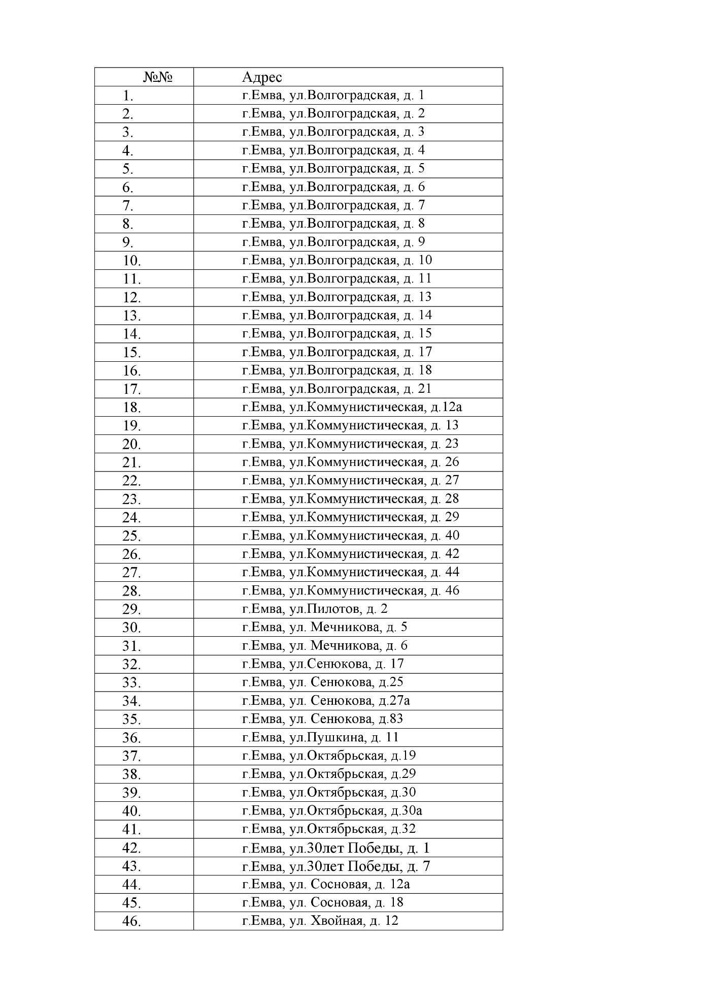 №№ Адрес
1. г.Емва, ул.Волгоградская, д. 1
2. г.Емва, ул.Волгоградская, д. 2
3. г.Емва, ул.Волгоградская, д. 3
4. г.Емва, ул.Волгоградская, д. 4
5. г.Емва, ул.Волгоградская, д. 5
6. г.Емва, ул.Волгоградская, д. 6
7. г.Емва, ул.Волгоградская, д. 7
8. г.Емва, ул.Волгоградская, д. 8
9. г.Емва, ул.Волгоградская, д. 9
10. г.Емва, ул.Волгоградская, д. 10
11. г.Емва, ул.Волгоградская, д. 11
12. г.Емва, ул.Волгоградская, д. 13
13. г.Емва, ул.Волгоградская, д. 14
14. г.Емва, ул.Волгоградская, д. 15
15. г.Емва, ул.Волгоградская, д. 17
16. г.Емва, ул.Волгоградская, д. 18
17. г.Емва, ул.Волгоградская, д. 21
18. г.Емва, ул.Коммунистическая, д.12а
19. г.Емва, ул.Коммунистическая, д. 13
20. г.Емва, ул.Коммунистическая, д. 23
21. г.Емва, ул.Коммунистическая, д. 26
22. г.Емва, ул.Коммунистическая, д. 27
23. г.Емва, ул.Коммунистическая, д. 28
24. г.Емва, ул.Коммунистическая, д. 29
25. г.Емва, ул.Коммунистическая, д. 40
26. г.Емва, ул.Коммунистическая, д. 42
27. г.Емва, ул.Коммунистическая, д. 44
28. г.Емва, ул.Коммунистическая, д. 46
29. г.Емва, ул.Пилотов, д. 2
30. г.Емва, ул. Мечникова, д. 5
31. г.Емва, ул. Мечникова, д. 6
32. г.Емва, ул.Сенюкова, д. 17
33. г.Емва, ул. Сенюкова, д.25
34. г.Емва, ул. Сенюкова, д.27а
35. г.Емва, ул. Сенюкова, д.83
36. г.Емва, ул.Пушкина, д. 11
37. г.Емва, ул.Октябрьская, д.19
38. г.Емва, ул.Октябрьская, д.29
39. г.Емва, ул.Октябрьская, д.30
40. г.Емва, ул.Октябрьская, д.30а
41. г.Емва, ул.Октябрьская, д.32
42. г.Емва, ул.30лет Победы, д. 1
43. г.Емва, ул.30лет Победы, д. 7
44. г.Емва, ул. Сосновая, д. 12а
45. г.Емва, ул. Сосновая, д. 18
46. г.Емва, ул. Хвойная, д. 12